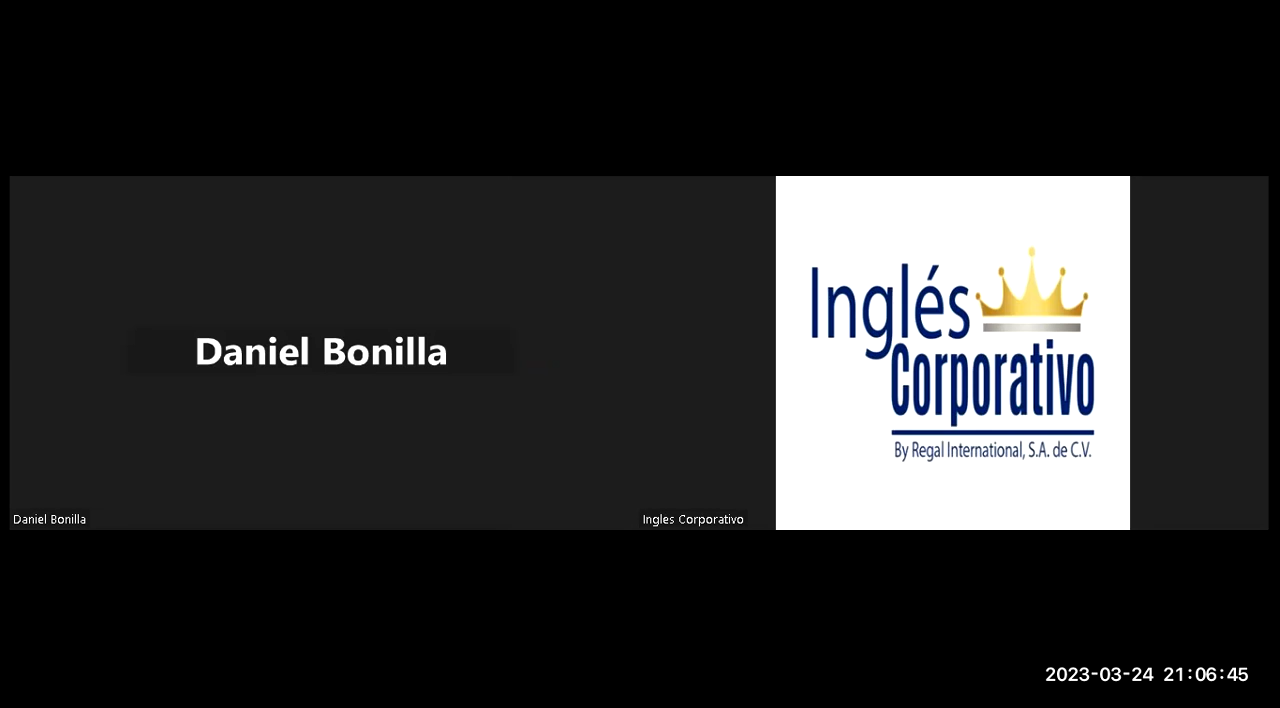 Daniel Bonilla
Daniel Bonilla
Inglés
Corporativo
By Regal International, S.A. de C.V.
Ingles Corporativo
2023-03-24 21:06:45